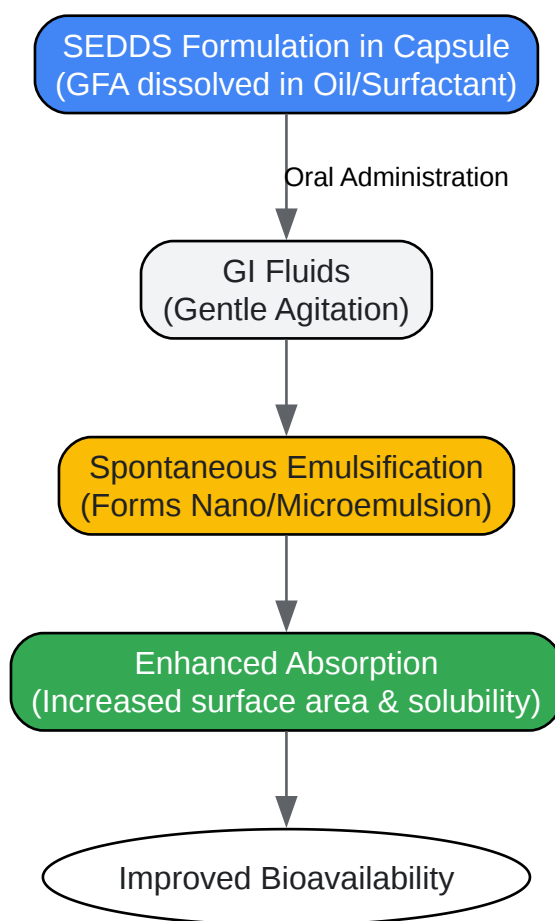 SEDDS Formulation in Capsule
(GFA dissolved in Oil/Surfactant)
Oral Administration
GI Fluids
(Gentle Agitation)
Spontaneous Emulsification
(Forms Nano/Microemulsion)
Enhanced Absorption
(Increased surface area & solubility)
Improved Bioavailability